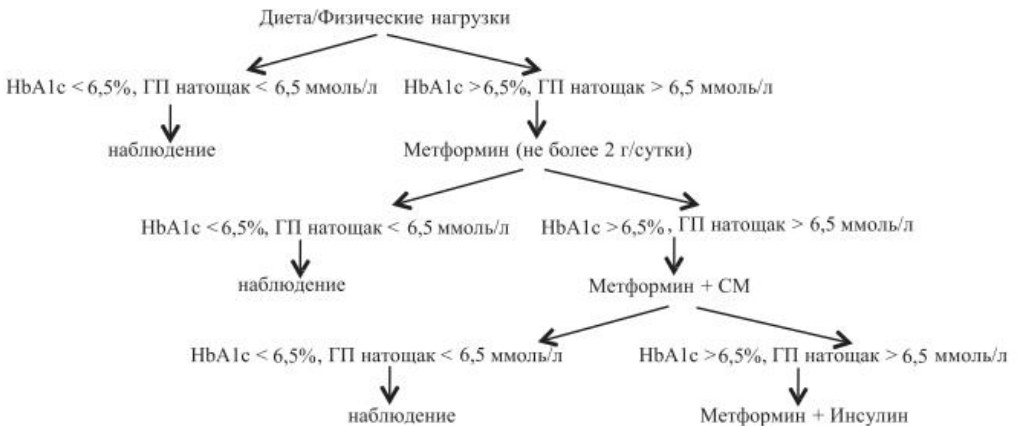 Диета/Физические нагрузки
HbA1c < 6,5%, ГП натощак < 6,5 ммоль/л
HbA1c >6,5%, ГП натощак > 6,5 ммоль/л
наблюдение
Метформин (не более 2 г/сутки)
HbA1c <6,5%, ГП натощак < 6,5 ммоль/л
HbA1c >6,5%, ГП натощак > 6,5 ммоль/л
наблюдение
Метформин + СМ
HbA1c < 6,5%, ГП натощак < 6,5 ммоль/л
HbA1c >6,5%, ГП натощак >6,5 ммоль/л
наблюдение
Метформин + Инсулин